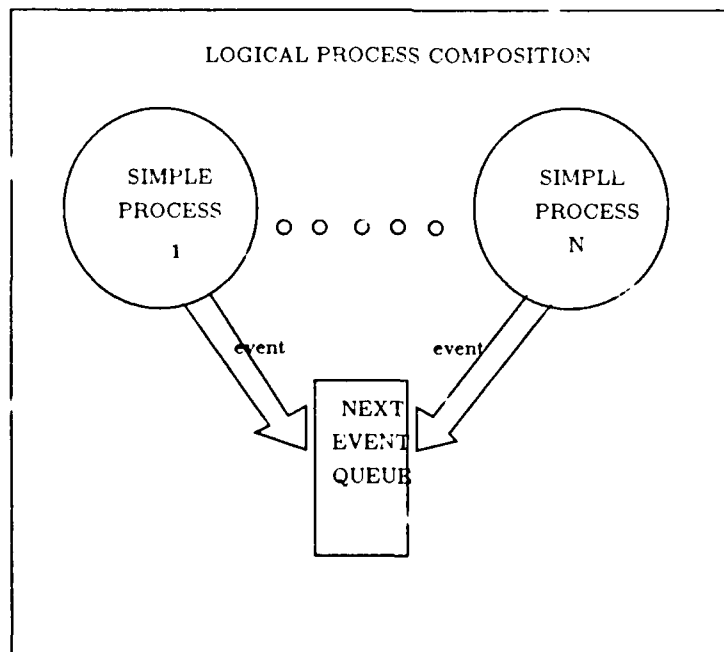 LOGICAL PROCESS COMPOSITION
SIMPLE
PROCESS
1
SIMPLE
PROCESS
N
event
event
NEXT
EVENT
QUEUE